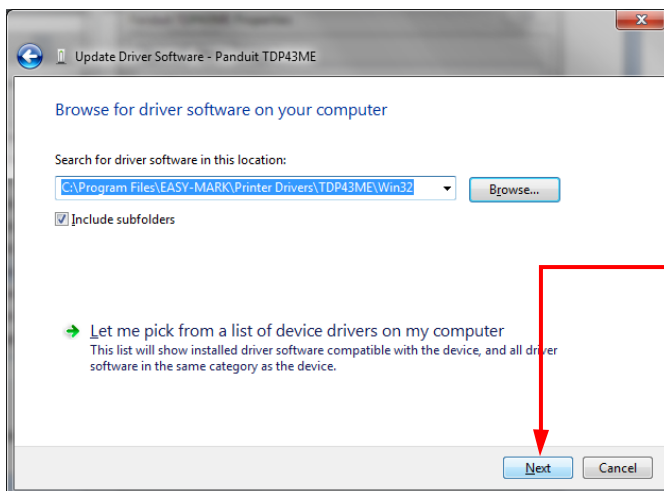 Update Driver Software - Panduit TDP43ME
Browse for driver software on your computer
Search for driver software in this location:
C:\Program Files\EASY-MARK\Printer Drivers\TDP43ME\Win32
Browse...
Include subfolders
Let me pick from a list of device drivers on my computer
This list will show installed driver software compatible with the device, and all driver
software in the same category as the device.
Next
Cancel